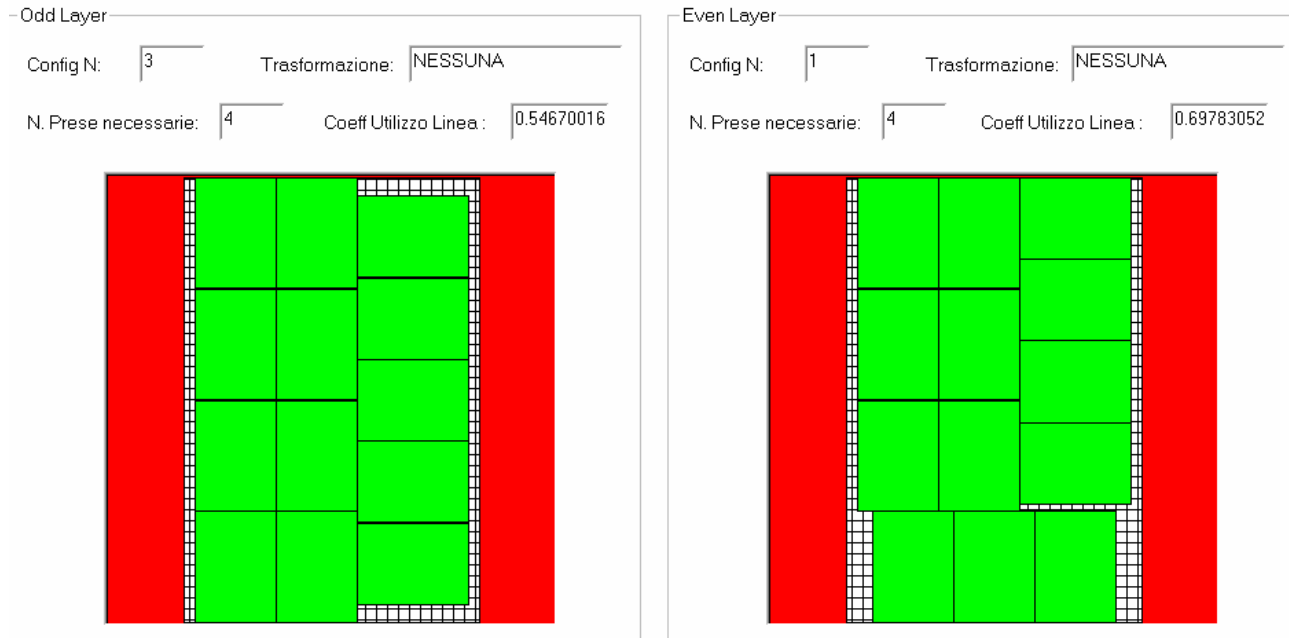 Odd Layer
Config N: 3 Trasformazione: NESSUNA
N. Prese necessarie: 4 Coeff Utilizzo Linea : 0.54670016
Even Layer
Config N: 1 Trasformazione: NESSUNA
N. Prese necessarie: 4 Coeff Utilizzo Linea : 0.69783052